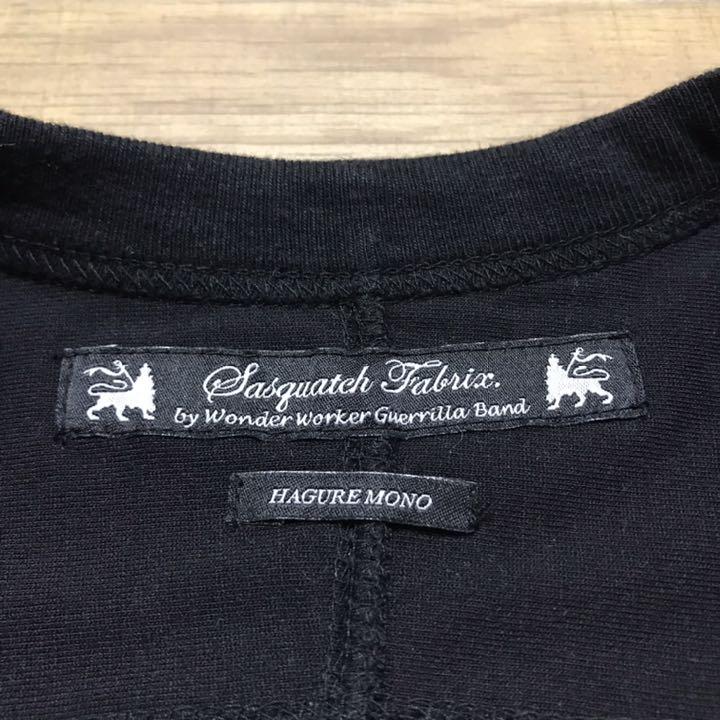 Sasquatch Fabrix.
by Wonder Worker Guerrilla Band
HAGURE MONO